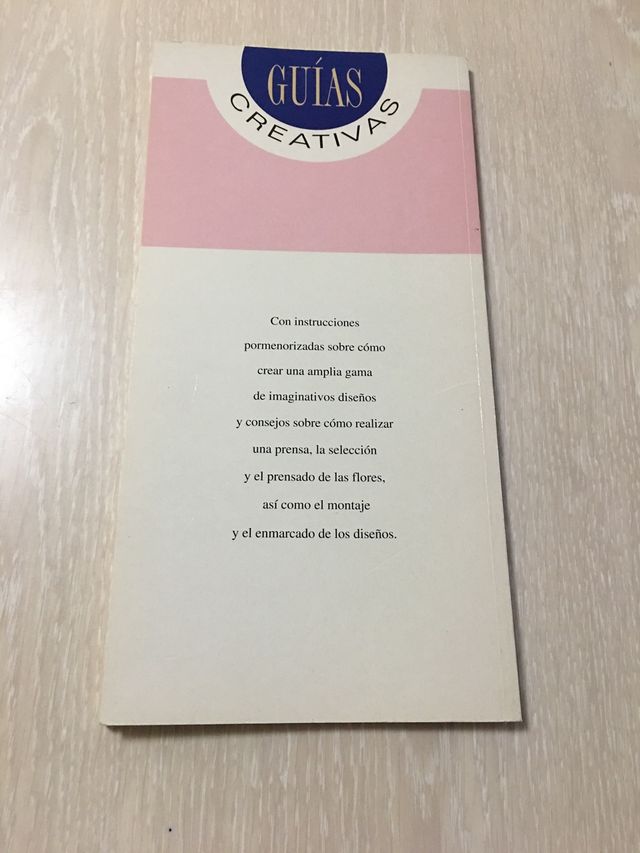 GUÍAS
CREATIVAS
Con instrucciones
pormenorizadas sobre cómo
crear una amplia gama
de imaginativos diseños
y consejos sobre cómo realizar
una prensa, la selección
y el prensado de las flores,
así como el montaje
y el enmarcado de los diseños.